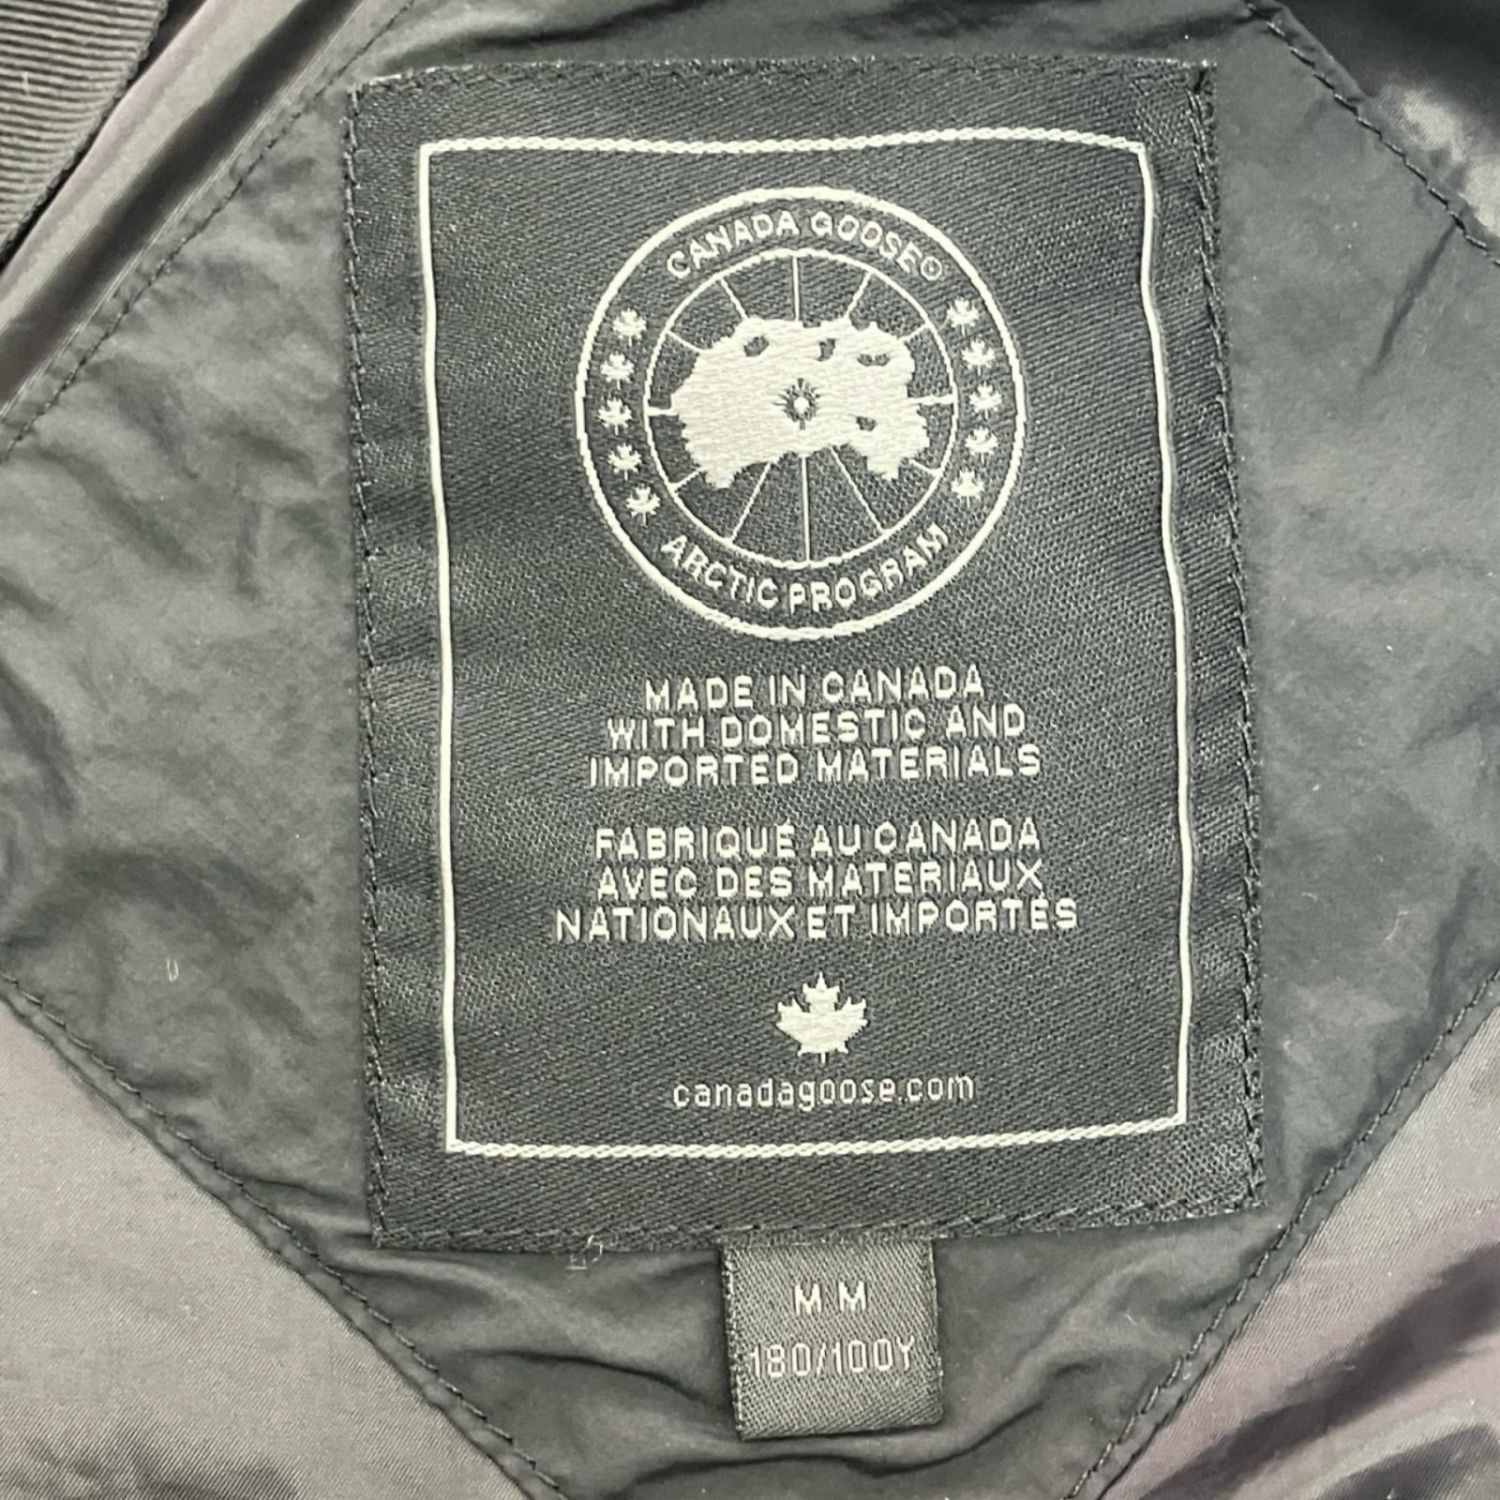 CANADA GOOSE®
ARCTIC PROGRAM
MADE IN CANADA
WITH DOMESTIC AND
IMPORTED MATERIALS
FABRIQUÉ AU CANADA
AVEC DES MATERIAUX
NATIONAUX ET IMPORTÉS
canadagoose.com
M M
180/100Y